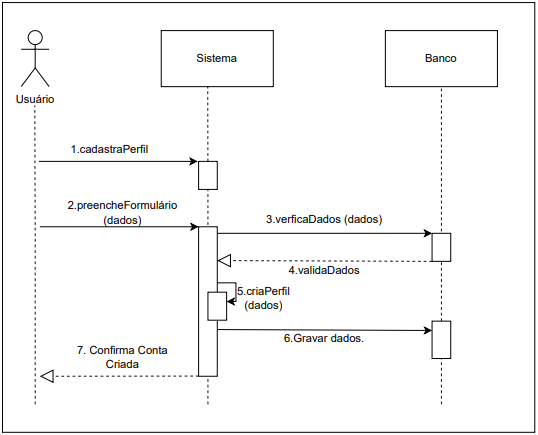 Sistema
Banco
Usuário
1.cadastraPerfil
2.preencheFormulário
(dados)
3.verficaDados (dados)
4.validaDados
5.criaPerfil
(dados)
6.Gravar dados.
7. Confirma Conta
Criada